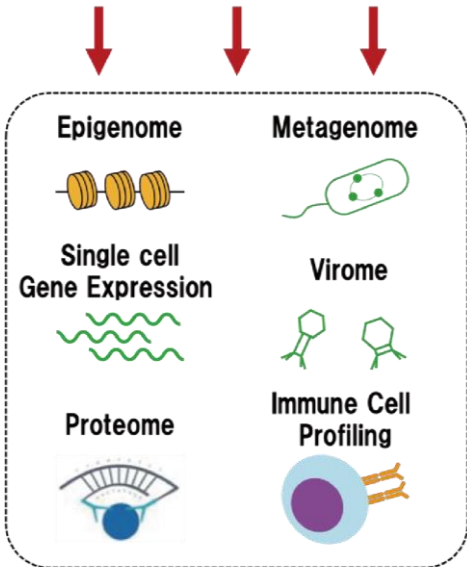 Epigenome
Metagenome
Single cell
Gene Expression
Virome
Proteome
Immune Cell
Profiling